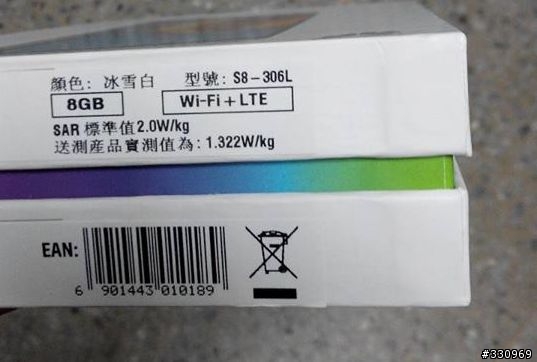 顏色: 冰雪白 型號: S8-306L
8GB Wi-Fi + LTE
SAR 標準值2.0W/kg
送測產品實測值為: 1.322W/kg
EAN:
6 901443 010189
#330969